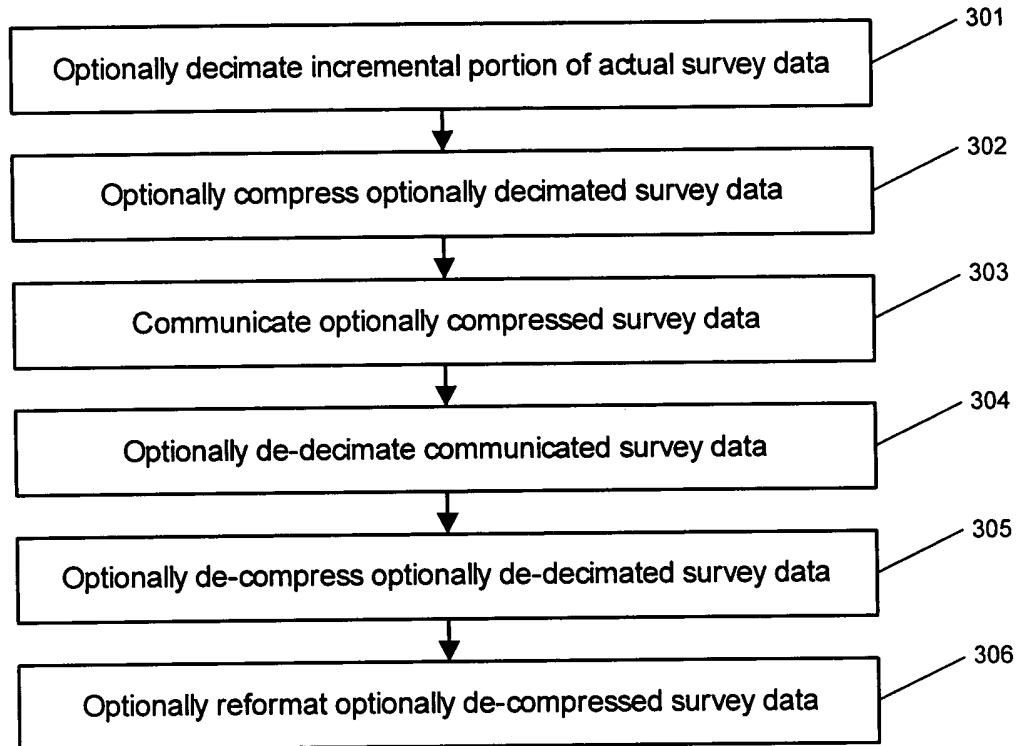 301
Optionally decimate incremental portion of actual survey data
302
Optionally compress optionally decimated survey data
303
Communicate optionally compressed survey data
304
Optionally de-decimate communicated survey data
305
Optionally de-compress optionally de-decimated survey data
306
Optionally reformat optionally de-compressed survey data